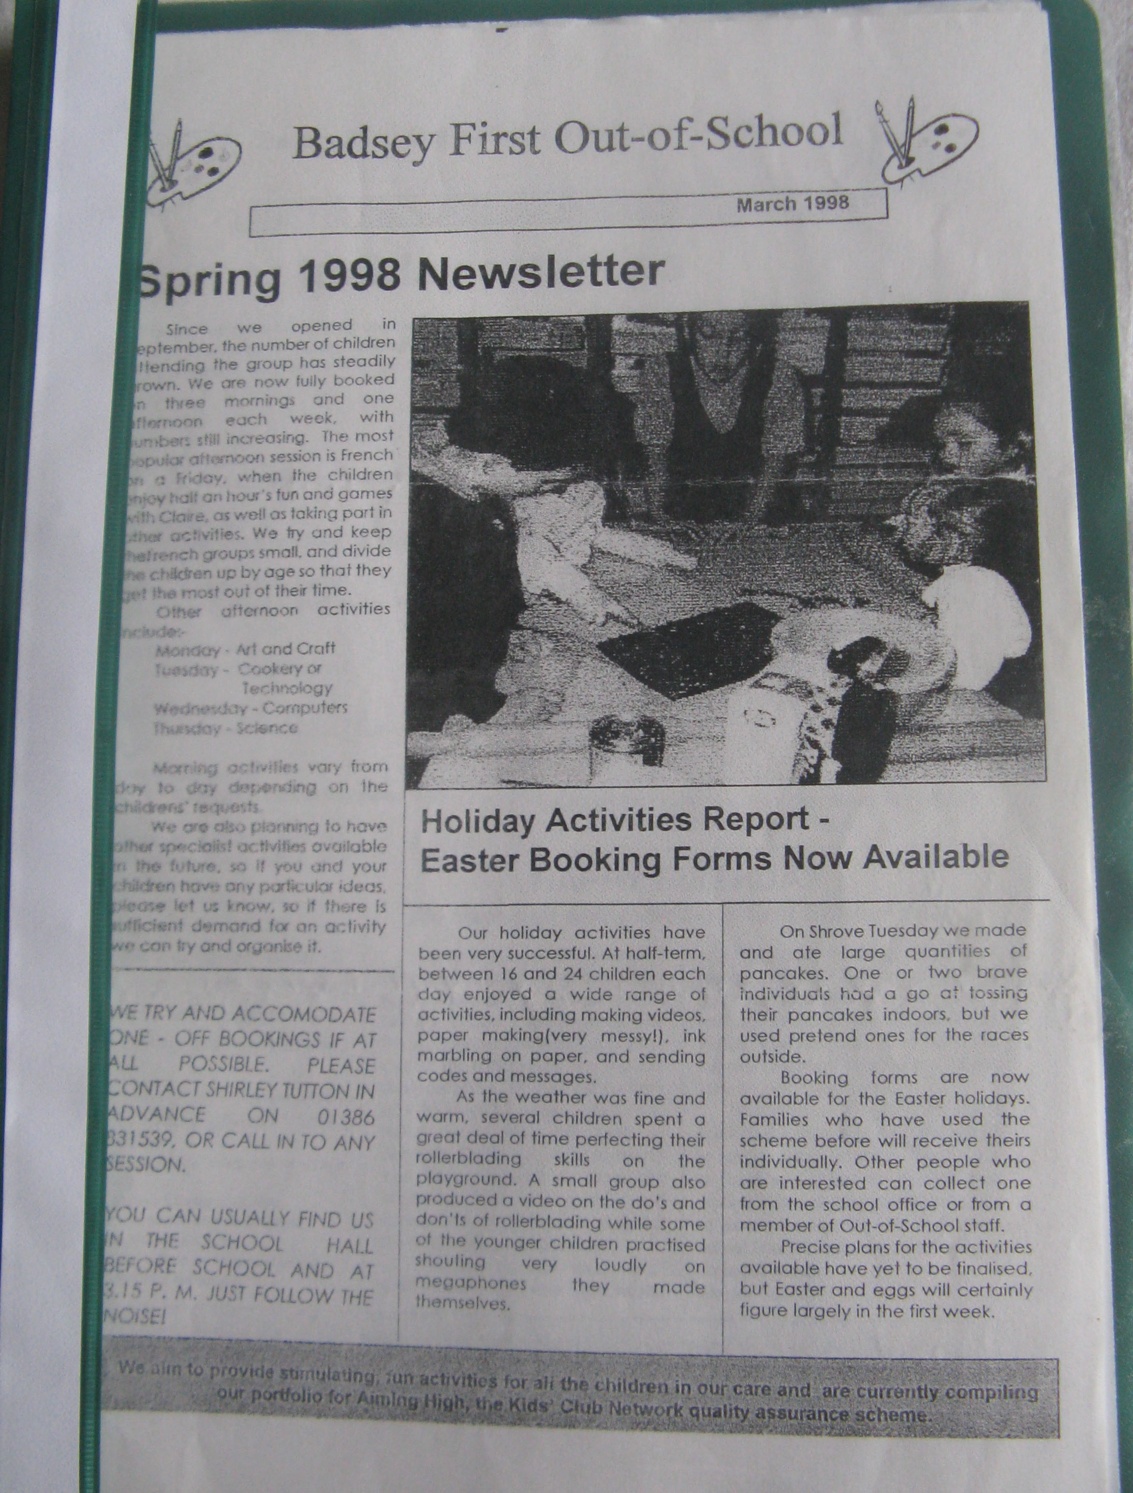 Badsey First Out-of-School
March 1998
Spring 1998 Newsletter
Since we opened in
eptember, the number of children
ttending the group has steadily
rown. We are now fully booked
n three mornings and one
fternoon each week, with
umbers still increasing. The most
opular afternoon session is French
n a Friday, when the children
njoy half an hour's fun and games
with Claire, as well as taking part in
ther activities. We try and keep
hefrench groups small, and divide
he children up by age so that they
get the most out of their time.
Other afternoon activities
include:-
Monday - Art and Craft
Tuesday - Cookery or
Technology
Wednesday - Computers
Thursday - Science
Morning activities vary from
day to day depending on the
childrens' requests.
We are also planning to have
other specialist activities available
in the future, so if you and your
children have any particular ideas,
please let us know, so if there is
sufficient demand for an activity
we can try and organise it.
WE TRY AND ACCOMODATE
ONE - OFF BOOKINGS IF AT
ALL POSSIBLE. PLEASE
CONTACT SHIRLEY TUTTON IN
ADVANCE ON 01386
831539, OR CALL IN TO ANY
SESSION.
YOU CAN USUALLY FIND US
IN THE SCHOOL HALL
BEFORE SCHOOL AND AT
3.15 P. M. JUST FOLLOW THE
NOISE!
Holiday Activities Report -
Easter Booking Forms Now Available
Our holiday activities have
been very successful. At half-term,
between 16 and 24 children each
day enjoyed a wide range of
activities, including making videos,
paper making(very messy!), ink
marbling on paper, and sending
codes and messages.
As the weather was fine and
warm, several children spent a
great deal of time perfecting their
rollerblading skills on the
playground. A small group also
produced a video on the do's and
don'ts of rollerblading while some
of the younger children practised
shouting very loudly on
megaphones they made
themselves.
On Shrove Tuesday we made
and ate large quantities of
pancakes. One or two brave
individuals had a go at tossing
their pancakes indoors, but we
used pretend ones for the races
outside.
Booking forms are now
available for the Easter holidays.
Families who have used the
scheme before will receive theirs
individually. Other people who
are interested can collect one
from the school office or from a
member of Out-of-School staff.
Precise plans for the activities
available have yet to be finalised,
but Easter and eggs will certainly
figure largely in the first week.
We aim to provide stimulating, fun activities for all the children in our care and are currently compiling
our portfolio for Aiming High, the Kids' Club Network quality assurance scheme.